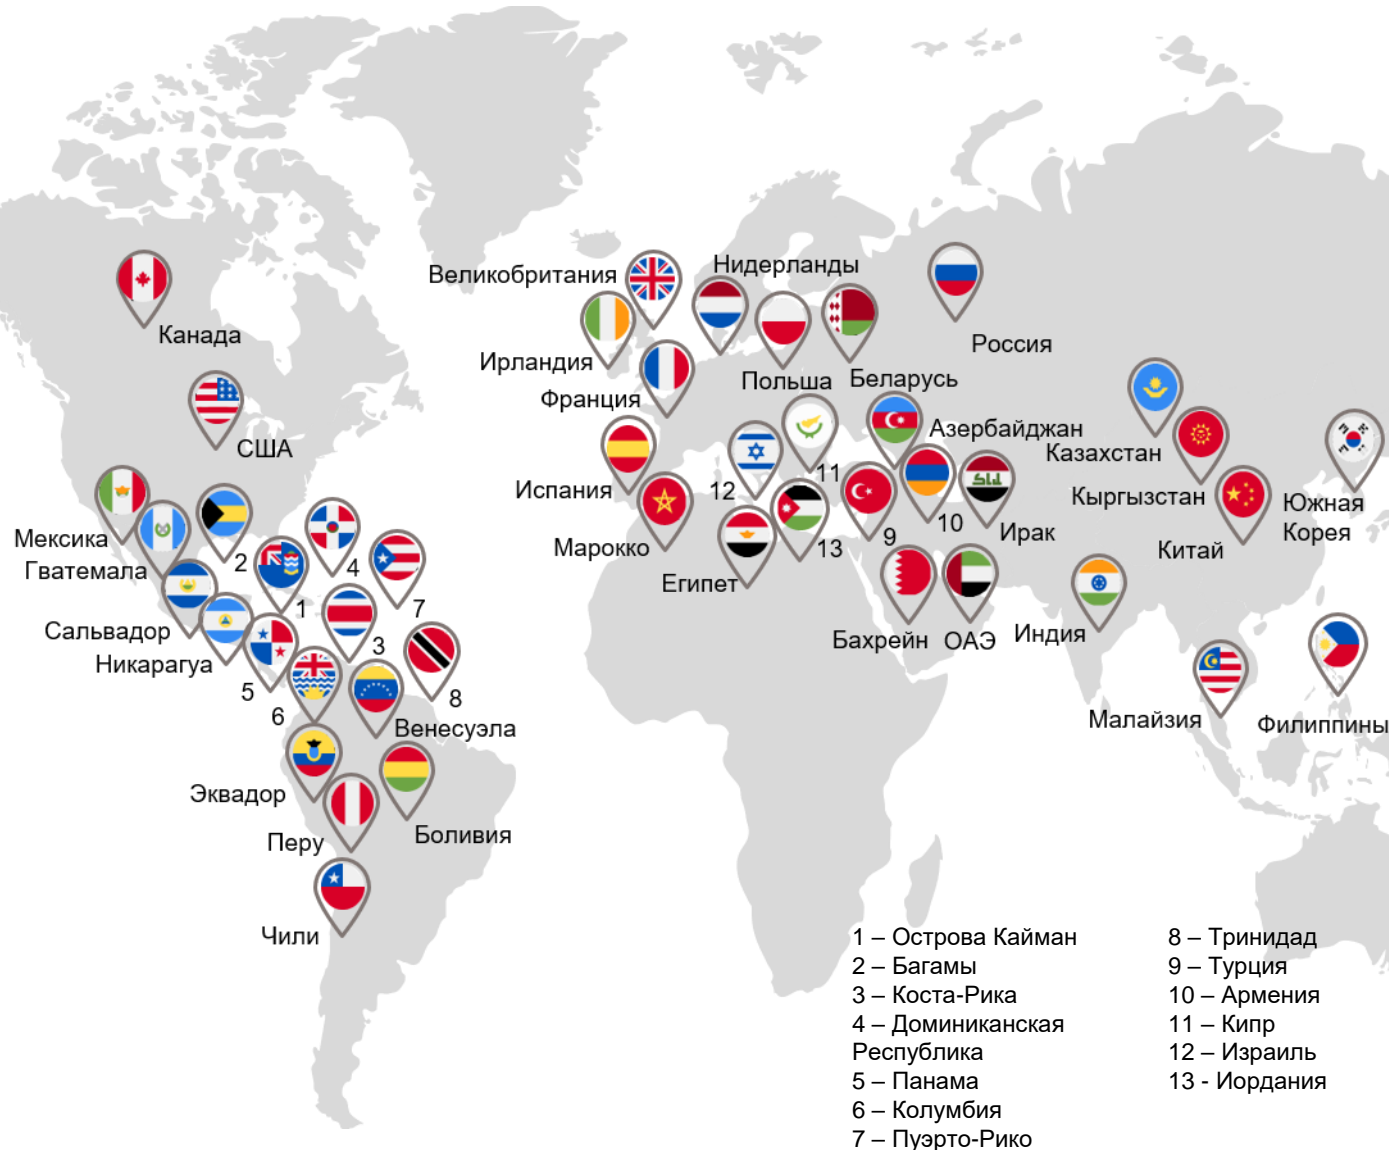 Великобритания
Нидерланды
Канада
Ирландия
Россия
Польша
Беларусь
Франция
США
Азербайджан
Казахстан
11
Испания
12
Кыргызстан
Южная
Корея
Мексика
2
Марокко
13
9
10
Ирак
Китай
Гватемала
4
Египет
1
7
Сальвадор
Никарагуа
3
Бахрейн
ОАЭ
Индия
5
6
8
Венесуэла
Малайзия
Филиппины
Эквадор
Перу
Боливия
Чили
1 – Острова Кайман
2 – Багамы
3 – Коста-Рика
4 – Доминиканская
Республика
5 – Панама
6 – Колумбия
7 – Пуэрто-Рико
8 – Тринидад
9 – Турция
10 – Армения
11 – Кипр
12 – Израиль
13 - Иордания